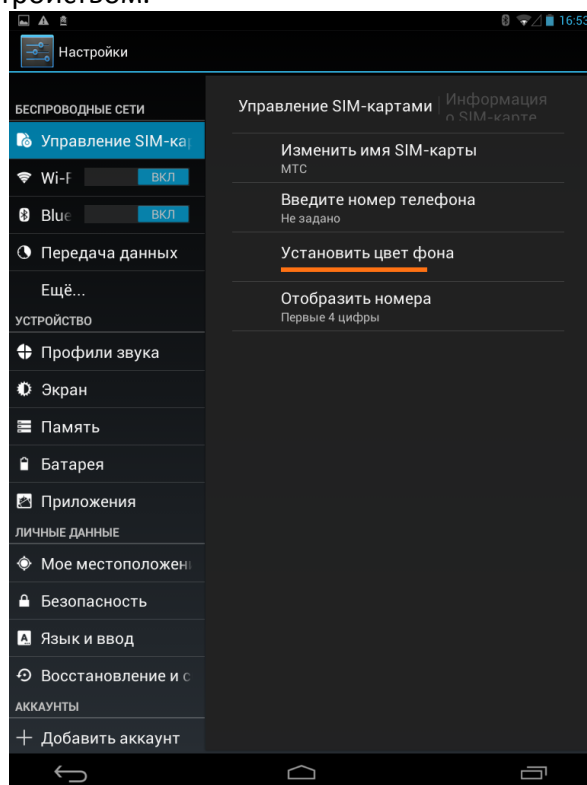 тройством.
16:53
Настройки
БЕСПРОВОДНЫЕ СЕТИ
Управление SIM-кар
Wi-F ВКЛ
Blue ВКЛ
Передача данных
Ещё...
УСТРОЙСТВО
Профили звука
Экран
Память
Батарея
Приложения
ЛИЧНЫЕ ДАННЫЕ
Мое местоположен
Безопасность
Язык и ввод
Восстановление и с
АККАУНТЫ
Добавить аккаунт
Управление SIM-картами
Информация
о SIM-карте
Изменить имя SIM-карты
МТС
Введите номер телефона
Не задано
Установить цвет фона
Отобразить номера
Первые 4 цифры